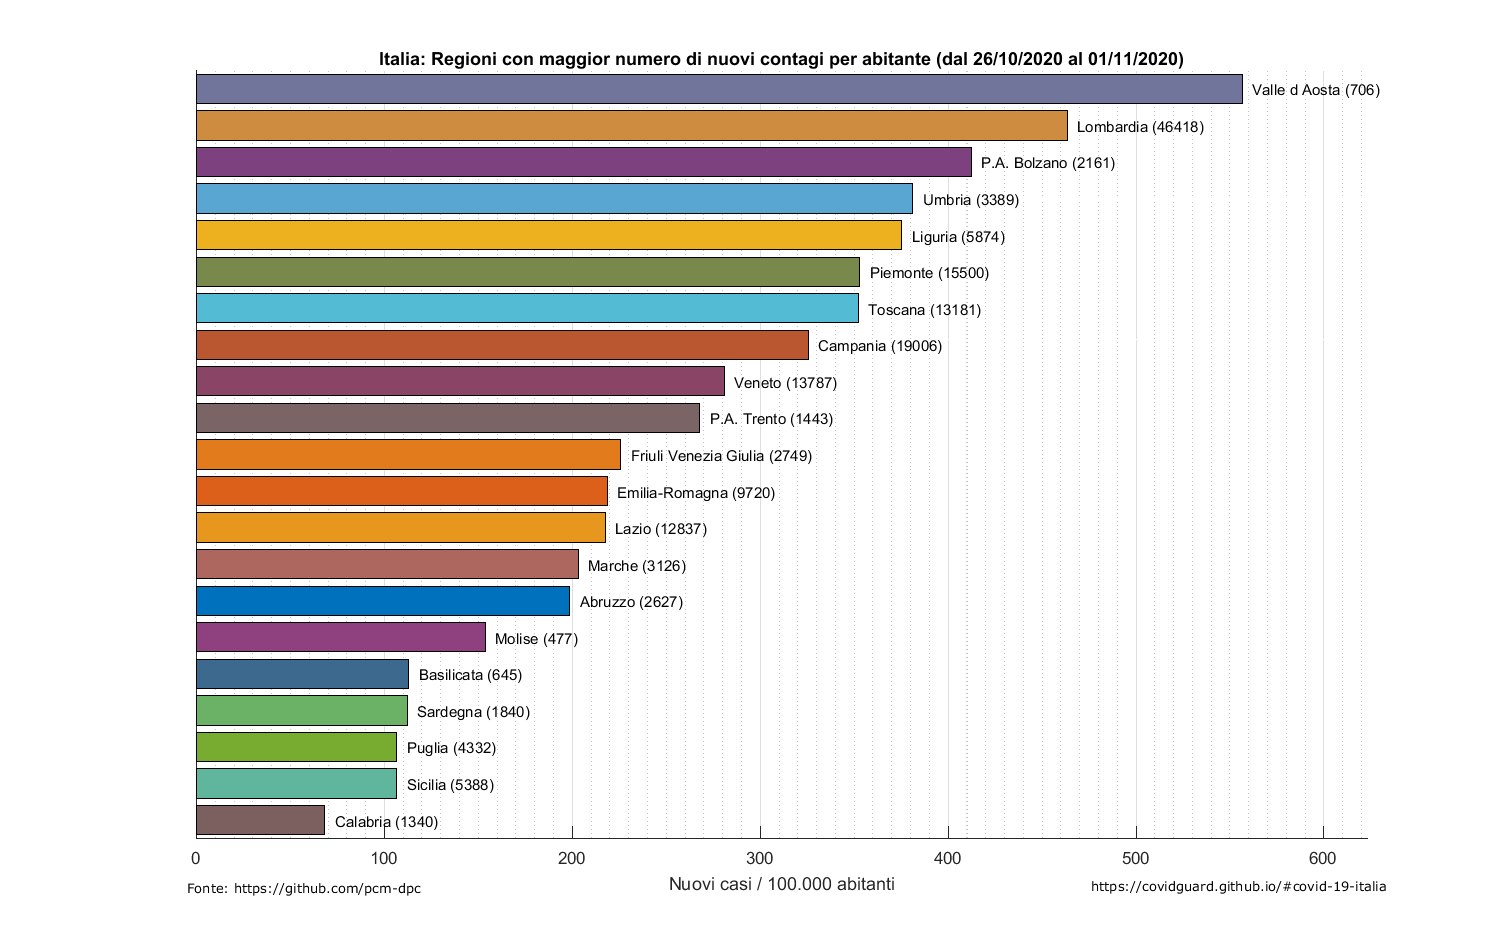 Italia: Regioni con maggior numero di nuovi contagi per abitante (dal 26/10/2020 al 01/11/2020)
Valle d Aosta (706)
Lombardia (46418)
P.A. Bolzano (2161)
Umbria (3389)
Liguria (5874)
Piemonte (15500)
Toscana (13181)
Campania (19006)
Veneto (13787)
P.A. Trento (1443)
Friuli Venezia Giulia (2749)
Emilia-Romagna (9720)
Lazio (12837)
Marche (3126)
Abruzzo (2627)
Molise (477)
Basilicata (645)
Sardegna (1840)
Puglia (4332)
Sicilia (5388)
Calabria (1340)
0 100 200 300 400 500 600
Nuovi casi / 100.000 abitanti
Fonte: https://github.com/pcm-dpc
https://covidguard.github.io/#covid-19-italia